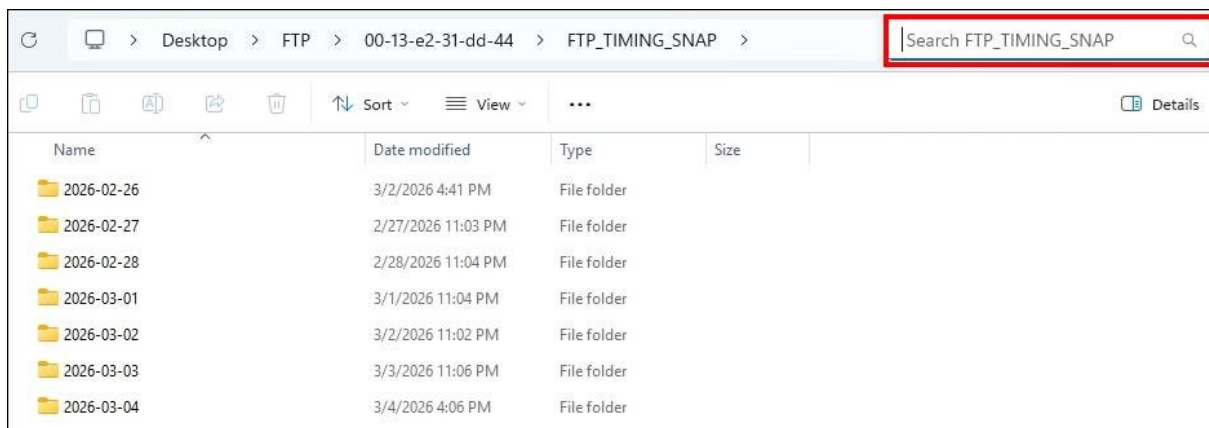 Desktop > FTP > 00-13-e2-31-dd-44 > FTP_TIMING_SNAP > Search FTP_TIMING_SNAP
Sort View ... Details
Name Date modified Type Size
2026-02-26 3/2/2026 4:41 PM File folder
2026-02-27 2/27/2026 11:03 PM File folder
2026-02-28 2/28/2026 11:04 PM File folder
2026-03-01 3/1/2026 11:04 PM File folder
2026-03-02 3/2/2026 11:02 PM File folder
2026-03-03 3/3/2026 11:06 PM File folder
2026-03-04 3/4/2026 4:06 PM File folder